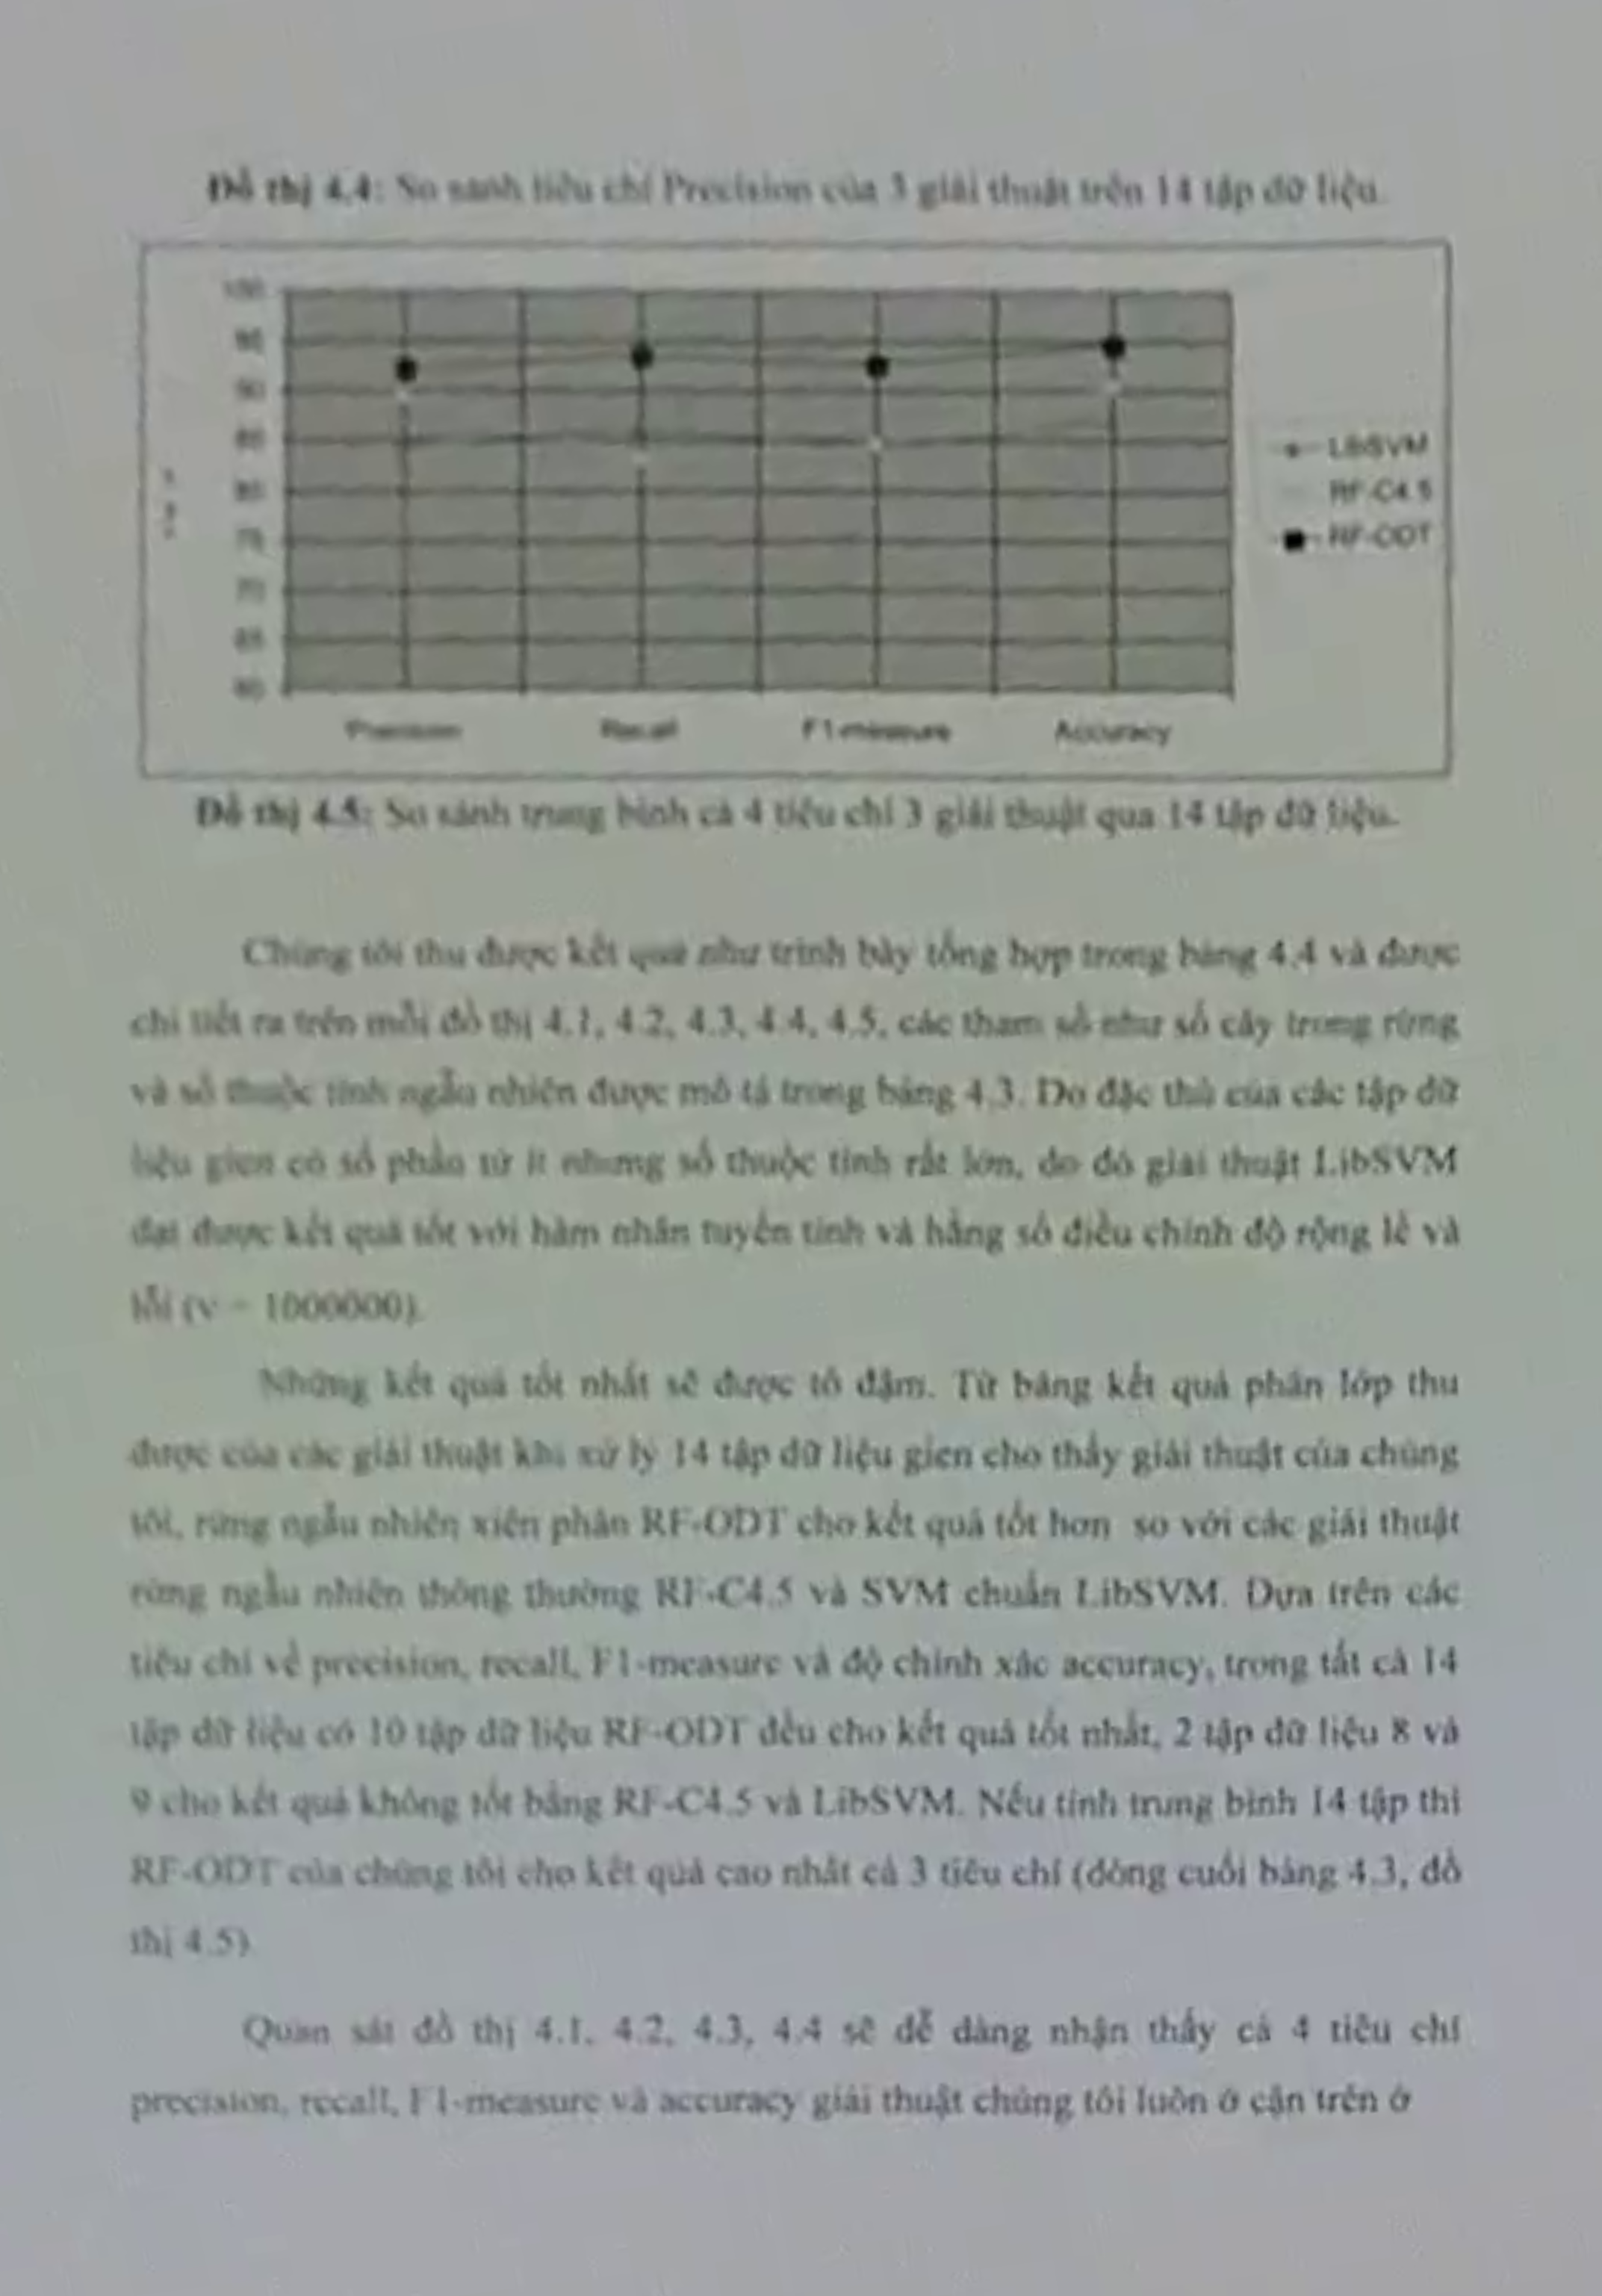 Đồ thị 4.4: So sánh tiêu chí Precision của 3 giải thuật trên 14 tập dữ liệu.
100
95
90
85
80
75
70
65
60
Precision Recall F1-measure Accuracy
LibSVM
RF-C4.5
RF-ODT
Đồ thị 4.5: So sánh trung bình cả 4 tiêu chí 3 giải thuật qua 14 tập dữ liệu.
Chúng tôi thu được kết quả như trình bày tổng hợp trong bảng 4.4 và được
chi tiết ra trên mỗi đồ thị 4.1, 4.2, 4.3, 4.4, 4.5, các tham số như số cây trong rừng
và số thuộc tính ngẫu nhiên được mô tả trong bảng 4.3. Do đặc thù của các tập dữ
liệu gien có số phần tử ít nhưng số thuộc tính rất lớn, do đó giải thuật LibSVM
đạt được kết quả tốt với hàm nhân tuyến tính và hằng số điều chỉnh độ rộng lề và
lỗi (v = 1000000).
Những kết quả tốt nhất sẽ được tô đậm. Từ bảng kết quả phân lớp thu
được của các giải thuật khi xử lý 14 tập dữ liệu gien cho thấy giải thuật của chúng
tôi, rừng ngẫu nhiên xiên phân RF-ODT cho kết quả tốt hơn so với các giải thuật
rừng ngẫu nhiên thông thường RF-C4.5 và SVM chuẩn LibSVM. Dựa trên các
tiêu chí về precision, recall, F1-measure và độ chính xác accuracy, trong tất cả 14
tập dữ liệu có 10 tập dữ liệu RF-ODT đều cho kết quả tốt nhất, 2 tập dữ liệu 8 và
9 cho kết quả không tốt bằng RF-C4.5 và LibSVM. Nếu tính trung bình 14 tập thì
RF-ODT của chúng tôi cho kết quả cao nhất cả 3 tiêu chí (dòng cuối bảng 4.3, đồ
thị 4.5).
Quan sát đồ thị 4.1, 4.2, 4.3, 4.4 sẽ dễ dàng nhận thấy cả 4 tiêu chí
precision, recall, F1-measure và accuracy giải thuật chúng tôi luôn ở cận trên ở